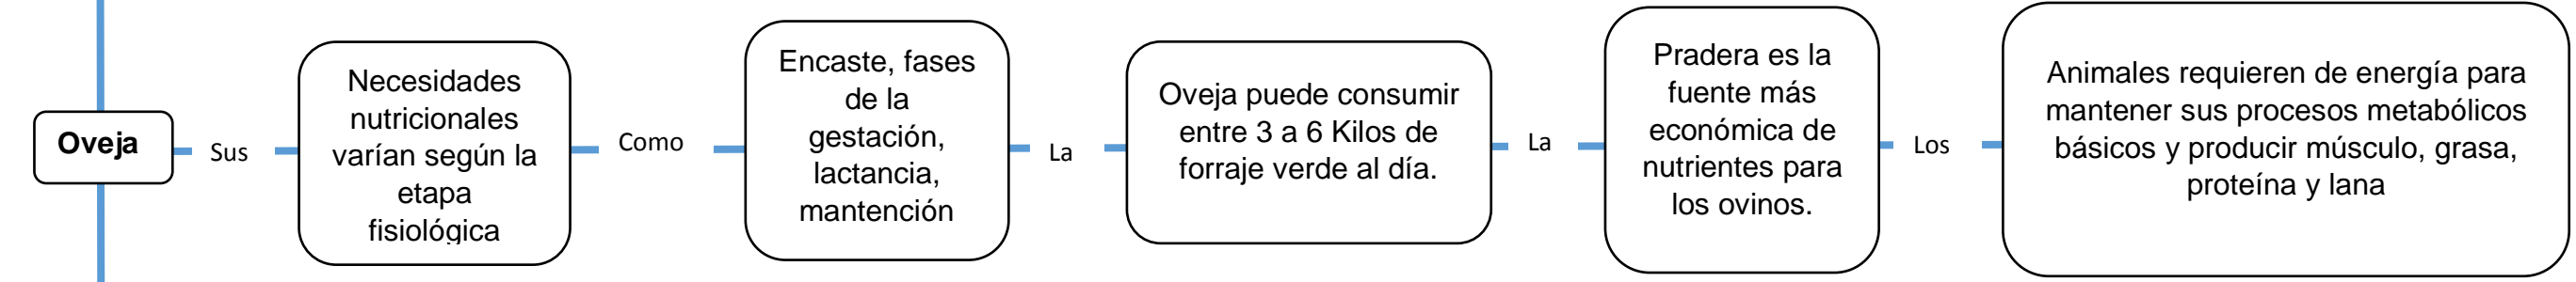 Oveja
Sus
Necesidades
nutricionales
varían según la
etapa
fisiológica
Como
Encaste, fases
de la
gestación,
lactancia,
mantención
La
Oveja puede consumir
entre 3 a 6 Kilos de
forraje verde al día.
La
Pradera es la
fuente más
económica de
nutrientes para
los ovinos.
Los
Animales requieren de energía para
mantener sus procesos metabólicos
básicos y producir músculo, grasa,
proteína y lana